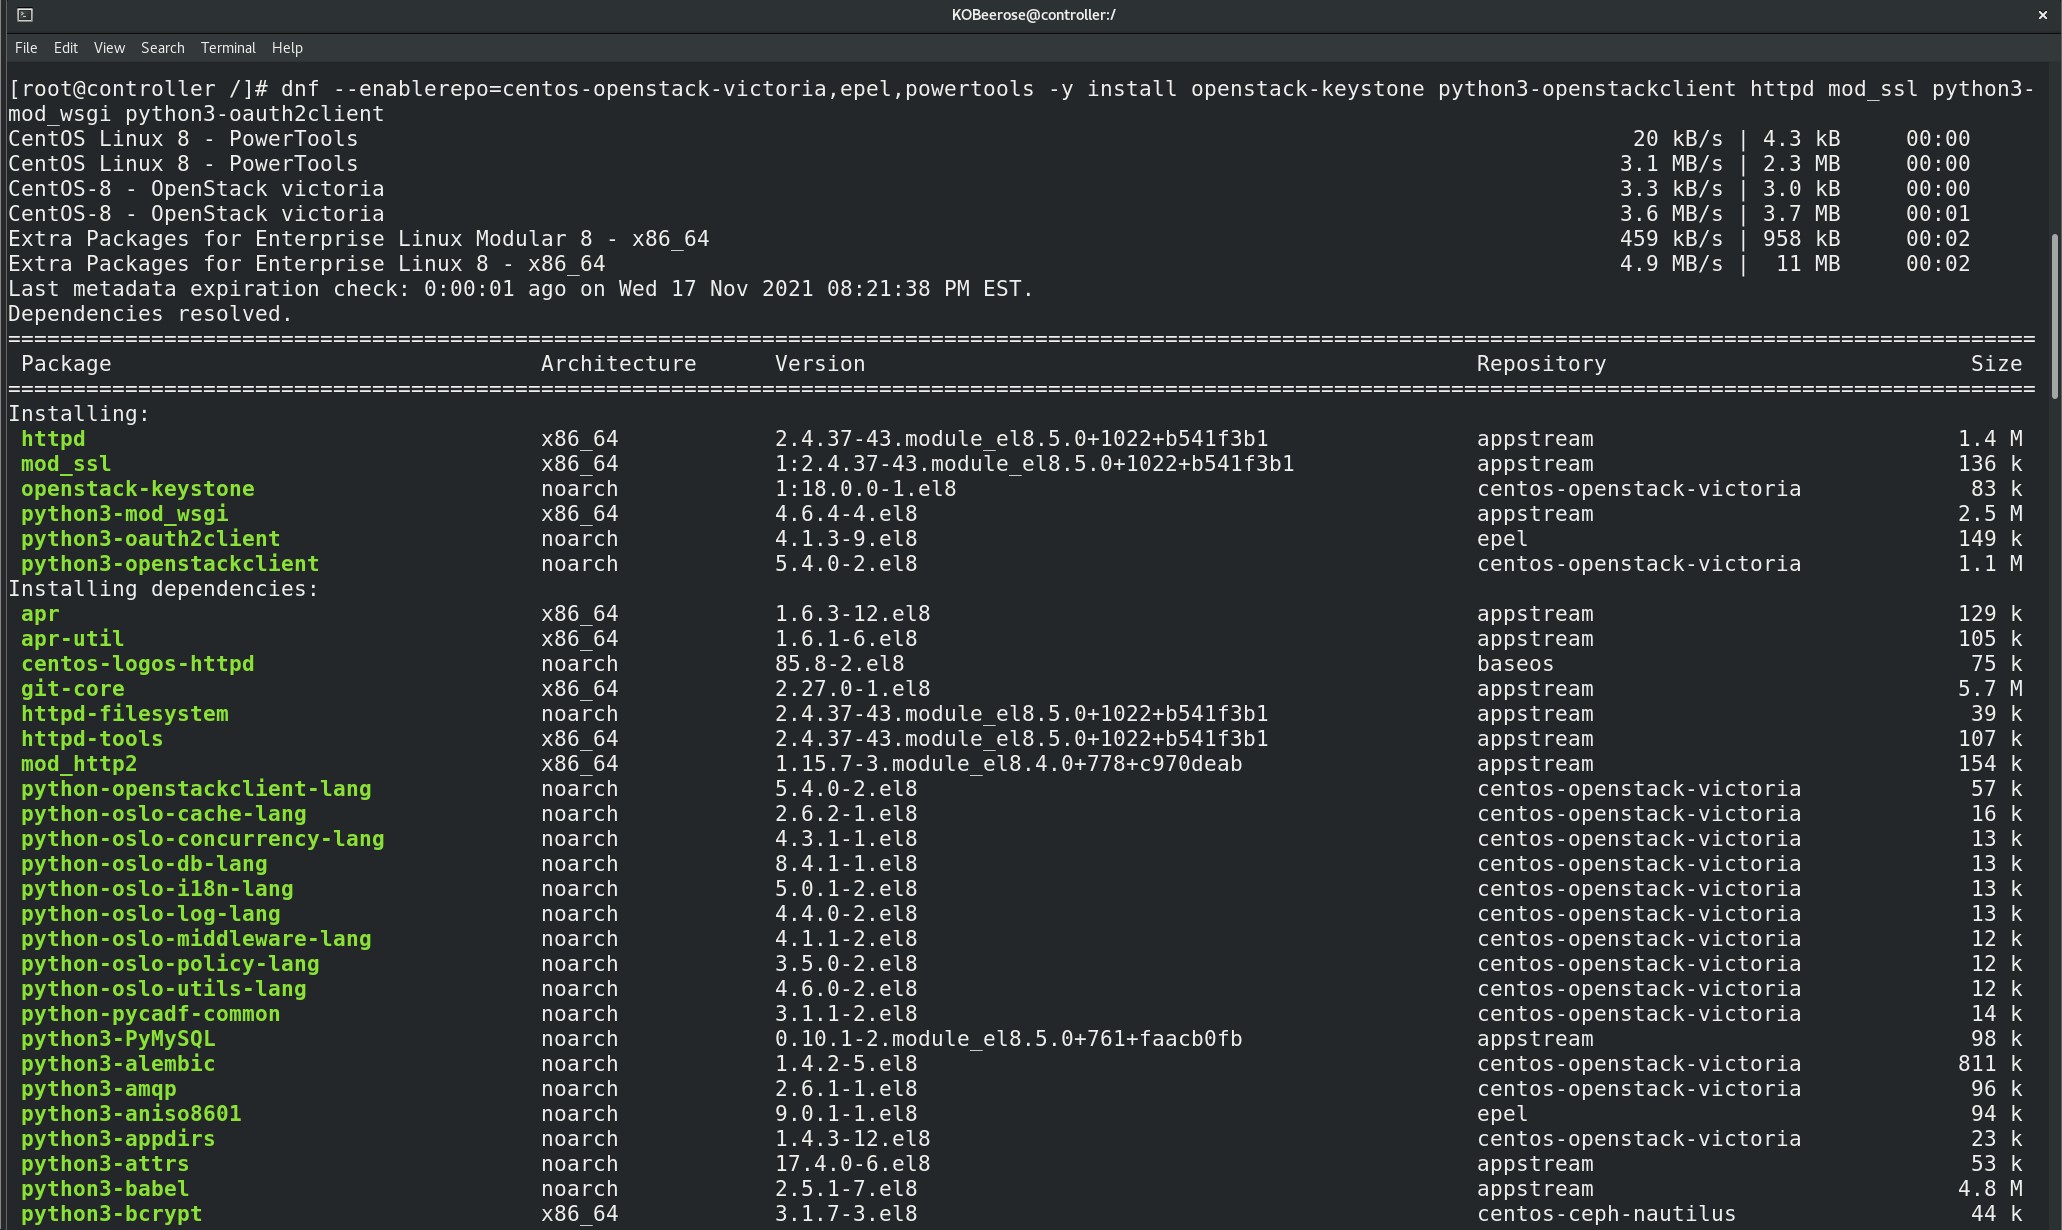 KOBeerose@controller:/
File Edit View Search Terminal Help
[root@controller /]# dnf --enablerepo=centos-openstack-victoria,epel,powertools -y install openstack-keystone python3-openstackclient httpd mod_ssl python3-
mod_wsgi python3-oauth2client
CentOS Linux 8 - PowerTools 20 kB/s | 4.3 kB 00:00
CentOS Linux 8 - PowerTools 3.1 MB/s | 2.3 MB 00:00
CentOS-8 - OpenStack victoria 3.3 kB/s | 3.0 kB 00:00
CentOS-8 - OpenStack victoria 3.6 MB/s | 3.7 MB 00:01
Extra Packages for Enterprise Linux Modular 8 - x86_64 459 kB/s | 958 kB 00:02
Extra Packages for Enterprise Linux 8 - x86_64 4.9 MB/s | 11 MB 00:02
Last metadata expiration check: 0:00:01 ago on Wed 17 Nov 2021 08:21:38 PM EST.
Dependencies resolved.
Package Architecture Version Repository Size
Installing:
httpd x86_64 2.4.37-43.module_el8.5.0+1022+b541f3b1 appstream 1.4 M
mod_ssl x86_64 1:2.4.37-43.module_el8.5.0+1022+b541f3b1 appstream 136 k
openstack-keystone noarch 1:18.0.0-1.el8 centos-openstack-victoria 83 k
python3-mod_wsgi x86_64 4.6.4-4.el8 appstream 2.5 M
python3-oauth2client noarch 4.1.3-9.el8 epel 149 k
python3-openstackclient noarch 5.4.0-2.el8 centos-openstack-victoria 1.1 M
Installing dependencies:
apr x86_64 1.6.3-12.el8 appstream 129 k
apr-util x86_64 1.6.1-6.el8 appstream 105 k
centos-logos-httpd noarch 85.8-2.el8 baseos 75 k
git-core x86_64 2.27.0-1.el8 appstream 5.7 M
httpd-filesystem noarch 2.4.37-43.module_el8.5.0+1022+b541f3b1 appstream 39 k
httpd-tools x86_64 2.4.37-43.module_el8.5.0+1022+b541f3b1 appstream 107 k
mod_http2 x86_64 1.15.7-3.module_el8.4.0+778+c970deab appstream 154 k
python-openstackclient-lang noarch 5.4.0-2.el8 centos-openstack-victoria 57 k
python-oslo-cache-lang noarch 2.6.2-1.el8 centos-openstack-victoria 16 k
python-oslo-concurrency-lang noarch 4.3.1-1.el8 centos-openstack-victoria 13 k
python-oslo-db-lang noarch 8.4.1-1.el8 centos-openstack-victoria 13 k
python-oslo-i18n-lang noarch 5.0.1-2.el8 centos-openstack-victoria 13 k
python-oslo-log-lang noarch 4.4.0-2.el8 centos-openstack-victoria 13 k
python-oslo-middleware-lang noarch 4.1.1-2.el8 centos-openstack-victoria 12 k
python-oslo-policy-lang noarch 3.5.0-2.el8 centos-openstack-victoria 12 k
python-oslo-utils-lang noarch 4.6.0-2.el8 centos-openstack-victoria 12 k
python-pycadf-common noarch 3.1.1-2.el8 centos-openstack-victoria 14 k
python3-PyMySQL noarch 0.10.1-2.module_el8.5.0+761+faacb0fb appstream 98 k
python3-alembic noarch 1.4.2-5.el8 centos-openstack-victoria 811 k
python3-amqp noarch 2.6.1-1.el8 centos-openstack-victoria 96 k
python3-aniso8601 noarch 9.0.1-1.el8 epel 94 k
python3-appdirs noarch 1.4.3-12.el8 centos-openstack-victoria 23 k
python3-attrs noarch 17.4.0-6.el8 appstream 53 k
python3-babel noarch 2.5.1-7.el8 appstream 4.8 M
python3-bcrypt x86_64 3.1.7-3.el8 centos-ceph-nautilus 44 k